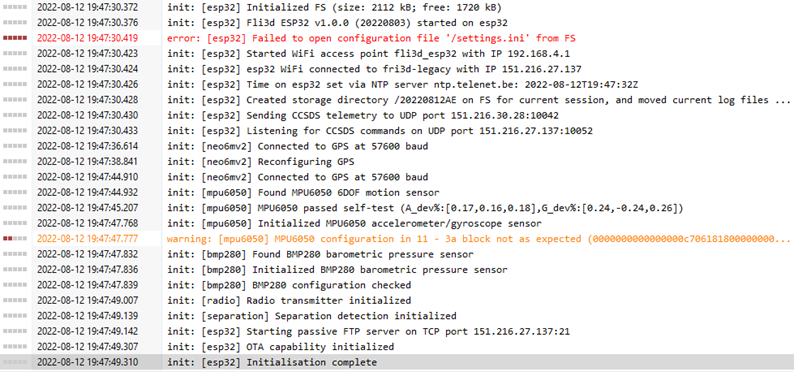 2022-08-12 19:47:30.372 init: [esp32] Initialized FS (size: 2112 kB; free: 1720 kB)
2022-08-12 19:47:30.376 init: [esp32] Fli3d ESP32 v1.0.0 (20220803) started on esp32
2022-08-12 19:47:30.419 error: [esp32] Failed to open configuration file '/settings.ini' from FS
2022-08-12 19:47:30.423 init: [esp32] Started WiFi access point fli3d_esp32 with IP 192.168.4.1
2022-08-12 19:47:30.424 init: [esp32] esp32 WiFi connected to fri3d-legacy with IP 151.216.27.137
2022-08-12 19:47:30.426 init: [esp32] Time on esp32 set via NTP server ntp.telenet.be: 2022-08-12T19:47:32Z
2022-08-12 19:47:30.428 init: [esp32] Created storage directory /20220812AE on FS for current session, and moved current log files ...
2022-08-12 19:47:30.430 init: [esp32] Sending CCSDS telemetry to UDP port 151.216.30.28:10042
2022-08-12 19:47:30.433 init: [esp32] Listening for CCSDS commands on UDP port 151.216.27.137:10052
2022-08-12 19:47:36.614 init: [neo6mv2] Connected to GPS at 57600 baud
2022-08-12 19:47:38.841 init: [neo6mv2] Reconfiguring GPS
2022-08-12 19:47:44.910 init: [neo6mv2] Connected to GPS at 57600 baud
2022-08-12 19:47:44.932 init: [mpu6050] Found MPU6050 6DOF motion sensor
2022-08-12 19:47:45.207 init: [mpu6050] MPU6050 passed self-test (A_dev%:[0.17,0.16,0.18],G_dev%:[0.24,-0.24,0.26])
2022-08-12 19:47:47.768 init: [mpu6050] Initialized MPU6050 accelerometer/gyroscope sensor
2022-08-12 19:47:47.777 warning: [mpu6050] MPU6050 configuration in 11 - 3a block not as expected (0000000000000000c706181800000000...
2022-08-12 19:47:47.832 init: [bmp280] Found BMP280 barometric pressure sensor
2022-08-12 19:47:47.836 init: [bmp280] Initialized BMP280 barometric pressure sensor
2022-08-12 19:47:47.839 init: [bmp280] BMP280 configuration checked
2022-08-12 19:47:49.007 init: [radio] Radio transmitter initialized
2022-08-12 19:47:49.139 init: [separation] Separation detection initialized
2022-08-12 19:47:49.142 init: [esp32] Starting passive FTP server on TCP port 151.216.27.137:21
2022-08-12 19:47:49.307 init: [esp32] OTA capability initialized
2022-08-12 19:47:49.310 init: [esp32] Initialisation complete